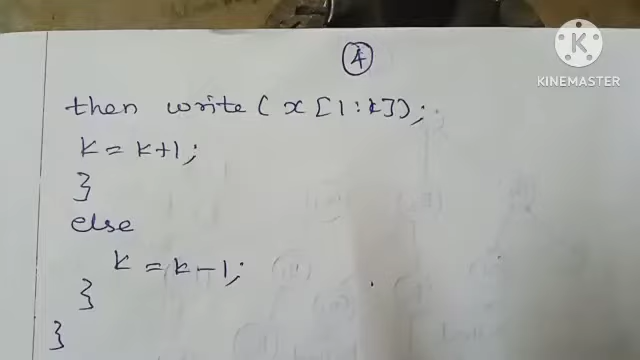 4
K
KINEMASTER
then write(x[1:k]);
k = k+1;
}
else
k = k-1;
}
}